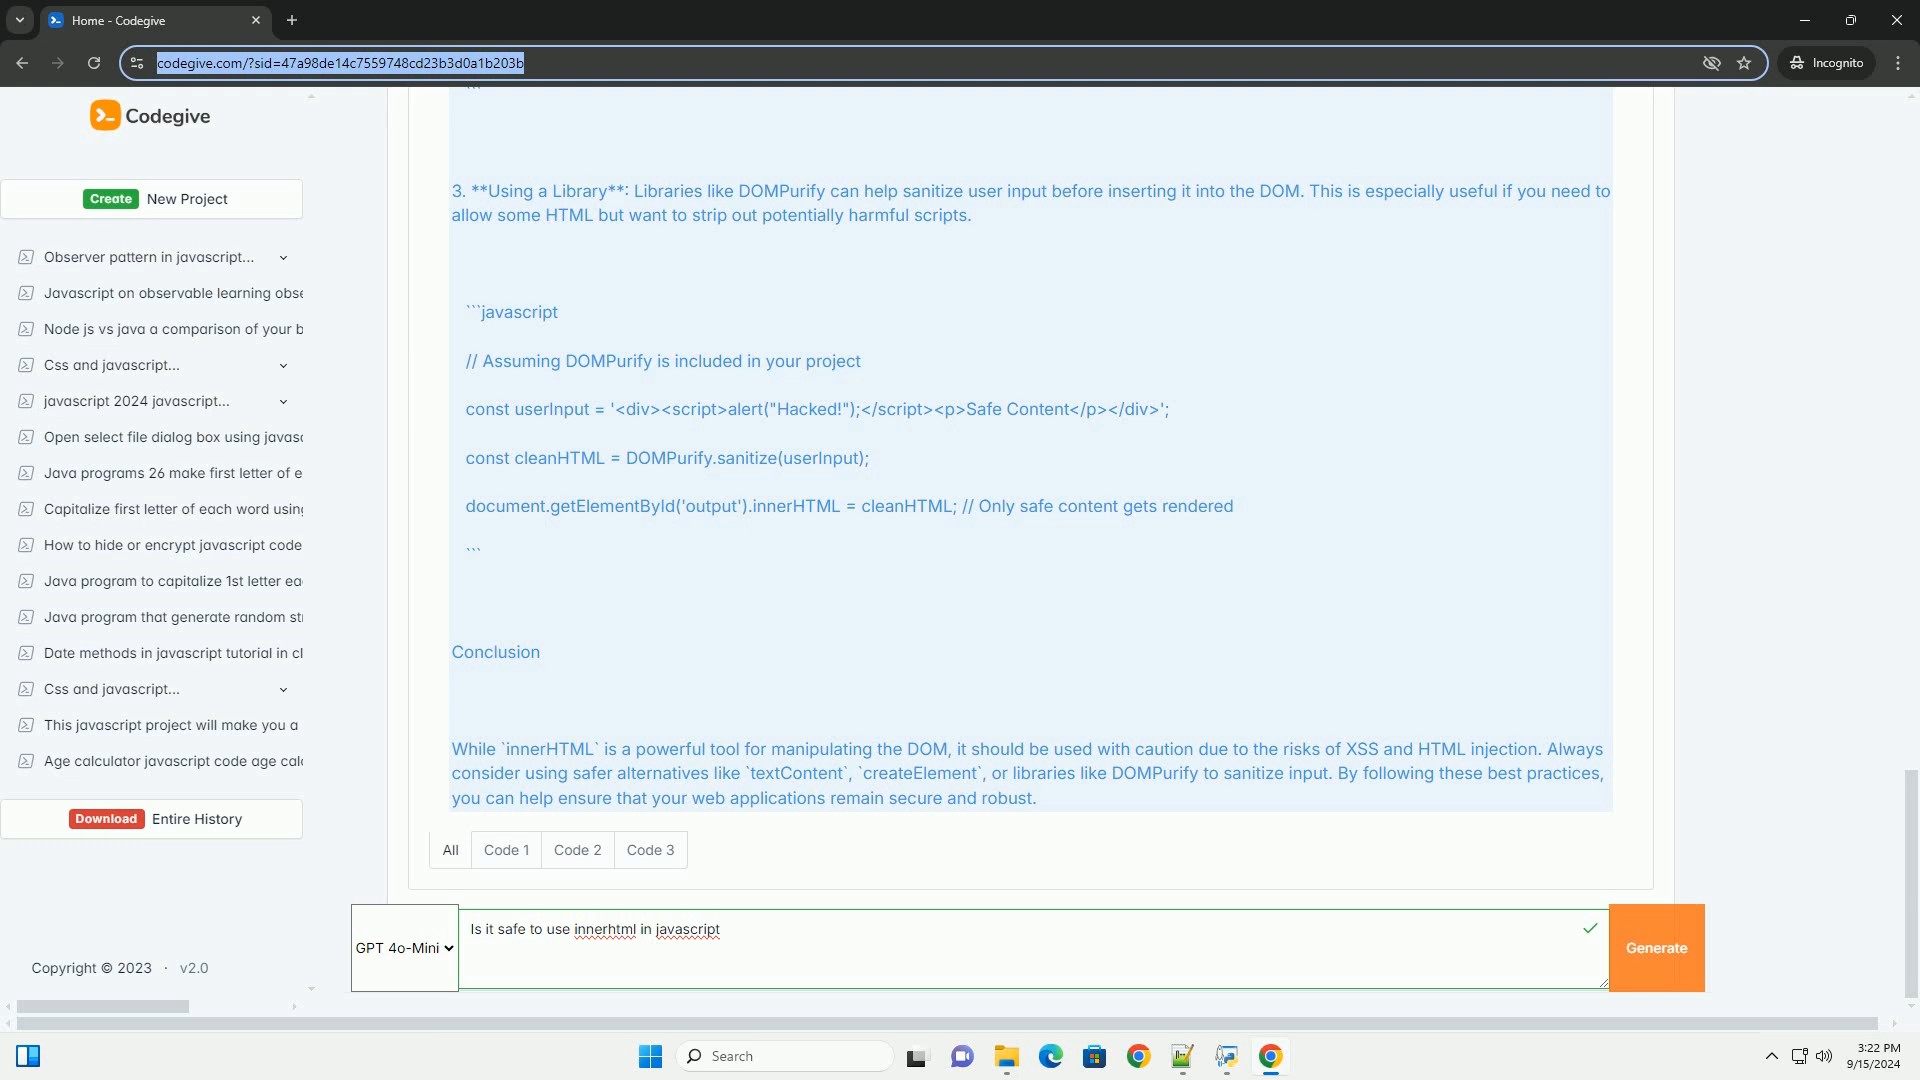 Home - Codegive
codegive.com/?sid=47a98de14c7559748cd23b3d0a1b203b
Incognito
Codegive
Create New Project
Observer pattern in javascript...
Javascript on observable learning obse
Node js vs java a comparison of your b
Css and javascript...
javascript 2024 javascript...
Open select file dialog box using javasc
Java programs 26 make first letter of e
Capitalize first letter of each word using
How to hide or encrypt javascript code
Java program to capitalize 1st letter ea
Java program that generate random str
Date methods in javascript tutorial in cl
Css and javascript...
This javascript project will make you a
Age calculator javascript code age calc
Download Entire History
Copyright © 2023 · v2.0
```
3. **Using a Library**: Libraries like DOMPurify can help sanitize user input before inserting it into the DOM. This is especially useful if you need to
allow some HTML but want to strip out potentially harmful scripts.
```javascript
// Assuming DOMPurify is included in your project
const userInput = '<div><script>alert("Hacked!");</script><p>Safe Content</p></div>';
const cleanHTML = DOMPurify.sanitize(userInput);
document.getElementById('output').innerHTML = cleanHTML; // Only safe content gets rendered
```
Conclusion
While `innerHTML` is a powerful tool for manipulating the DOM, it should be used with caution due to the risks of XSS and HTML injection. Always
consider using safer alternatives like `textContent`, `createElement`, or libraries like DOMPurify to sanitize input. By following these best practices,
you can help ensure that your web applications remain secure and robust.
All Code 1 Code 2 Code 3
GPT 4o-Mini
Is it safe to use innerhtml in javascript
Generate
Search
3:22 PM
9/15/2024